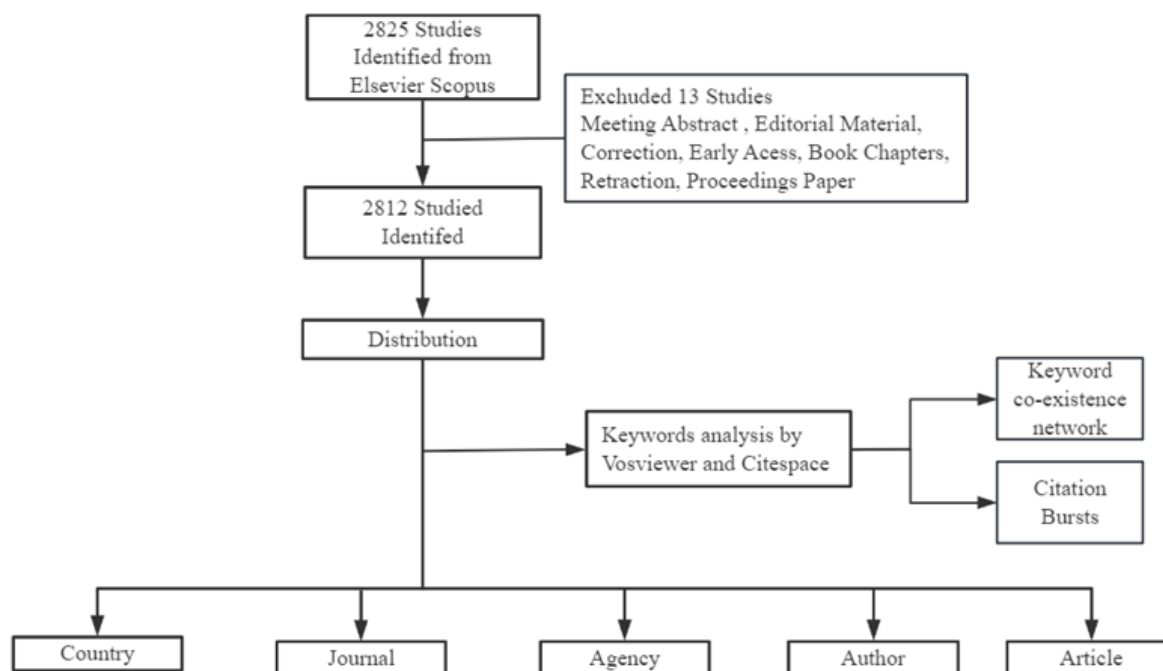 2825 Studies
Identified from
Elsevier Scopus
Exchuded 13 Studies
Meeting Abstract , Editorial Material,
Correction, Early Acess, Book Chapters,
Retraction, Proceedings Paper
2812 Studied
Identifed
Distribution
Keywords analysis by
Vosviewer and Citespace
Keyword
co-existence
network
Citation
Bursts
Country
Journal
Agency
Author
Article